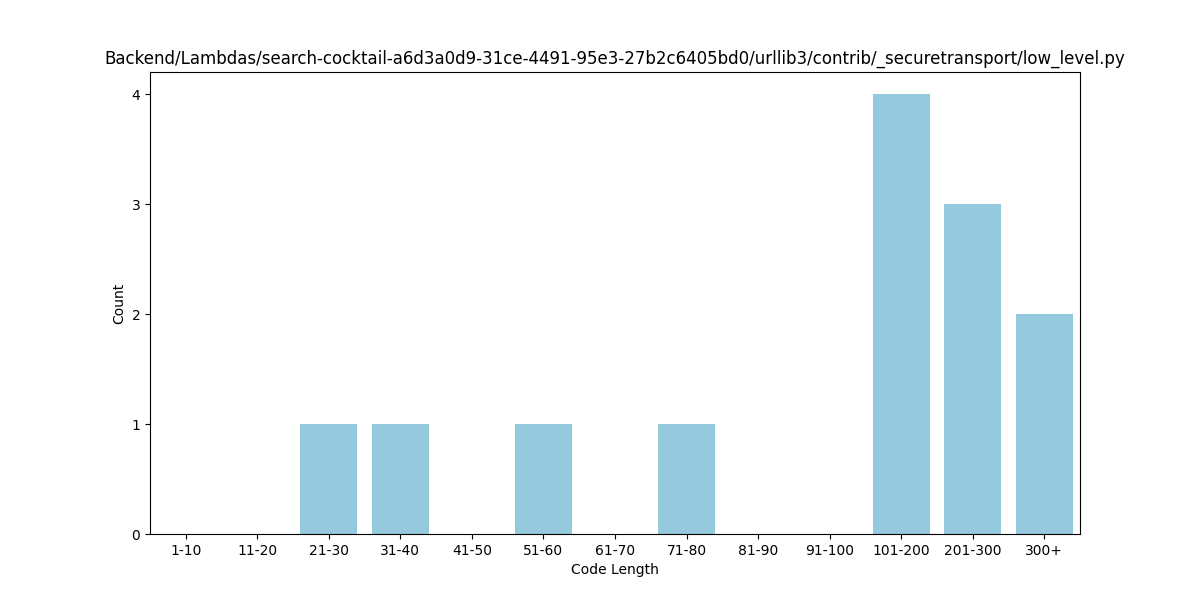 Backend/Lambdas/search-cocktail-a6d3a0d9-31ce-4491-95e3-27b2c6405bd0/urllib3/contrib/_securetransport/low_level.py
4
3
2
1
0
Count
1-10 11-20 21-30 31-40 41-50 51-60 61-70 71-80 81-90 91-100 101-200 201-300 300+
Code Length